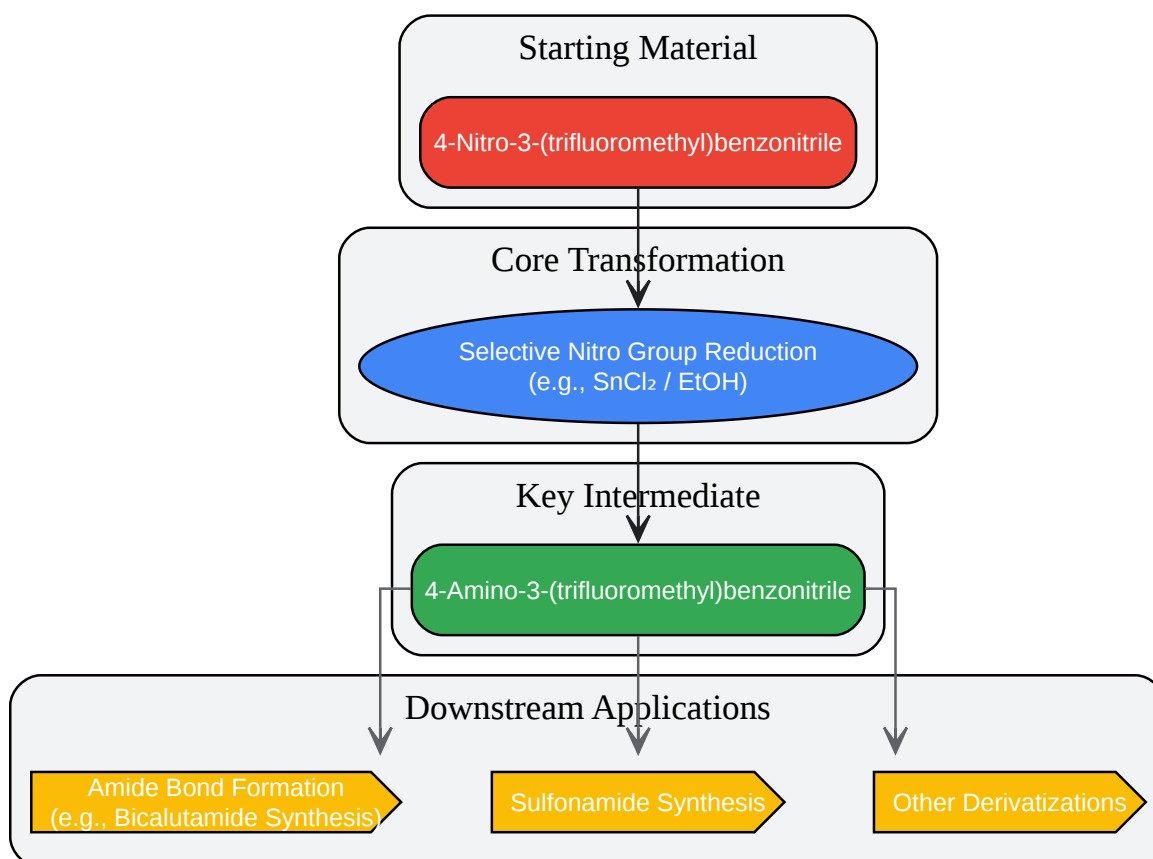 Starting Material
4-Nitro-3-(trifluoromethyl)benzonitrile
Core Transformation
Selective Nitro Group Reduction
(e.g., SnCl₂ / EtOH)
Key Intermediate
4-Amino-3-(trifluoromethyl)benzonitrile
Downstream Applications
Amide Bond Formation
(e.g., Bicalutamide Synthesis)
Sulfonamide Synthesis
Other Derivatizations